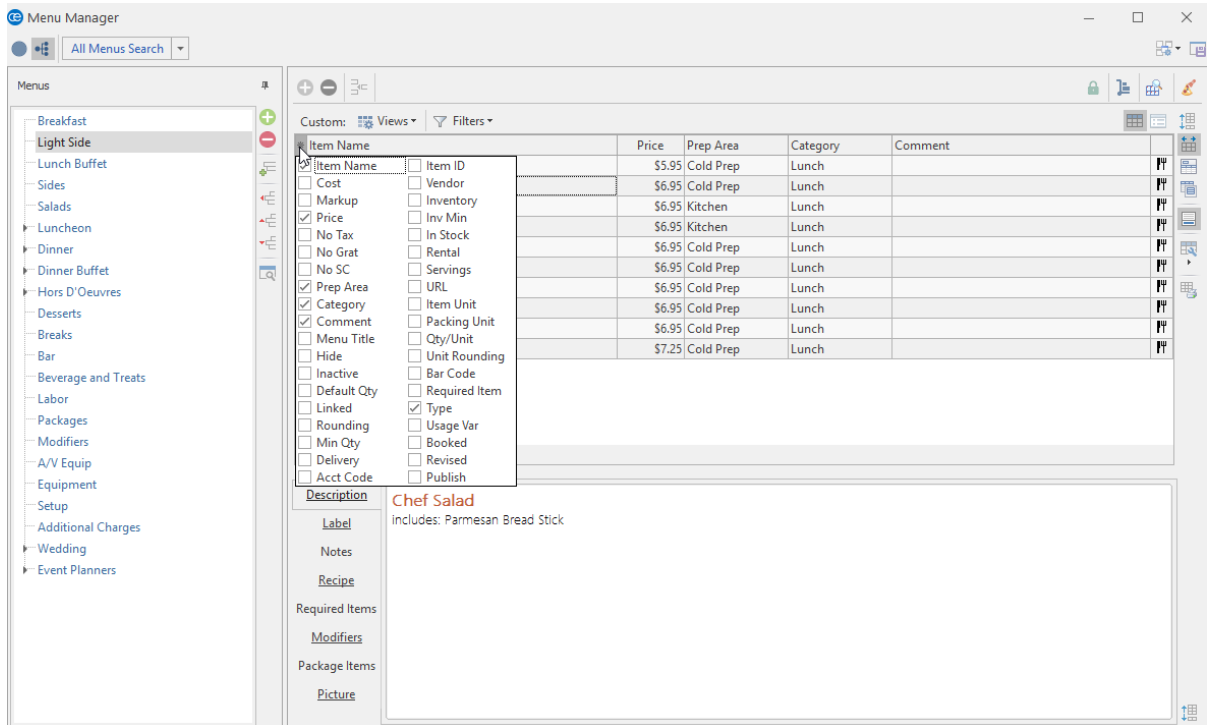 Menu Manager
All Menus Search
Menus
Breakfast
Light Side
Lunch Buffet
Sides
Salads
Luncheon
Dinner
Dinner Buffet
Hors D'Oeuvres
Desserts
Breaks
Bar
Beverage and Treats
Labor
Packages
Modifiers
A/V Equip
Equipment
Setup
Additional Charges
Wedding
Event Planners
Custom: Views Filters
Item Name Price Prep Area Category Comment
$5.95 Cold Prep Lunch
$6.95 Cold Prep Lunch
$6.95 Kitchen Lunch
$6.95 Kitchen Lunch
$6.95 Cold Prep Lunch
$6.95 Cold Prep Lunch
$6.95 Cold Prep Lunch
$6.95 Cold Prep Lunch
$6.95 Cold Prep Lunch
$7.25 Cold Prep Lunch
Item Name Item ID
Cost Vendor
Markup Inventory
Price Inv Min
No Tax In Stock
No Grat Rental
No SC Servings
Prep Area URL
Category Item Unit
Comment Packing Unit
Menu Title Qty/Unit
Hide Unit Rounding
Inactive Bar Code
Default Qty Required Item
Linked Type
Rounding Usage Var
Min Qty Booked
Delivery Revised
Acct Code Publish
Description
Label
Notes
Recipe
Required Items
Modifiers
Package Items
Picture
Chef Salad
includes: Parmesan Bread Stick